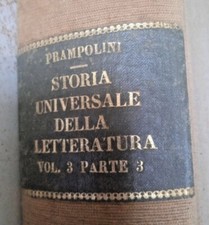 PRAMPOLINI
STORIA
UNIVERSALE
DELLA
LETTERATURA
VOL. 3 PARTE 3